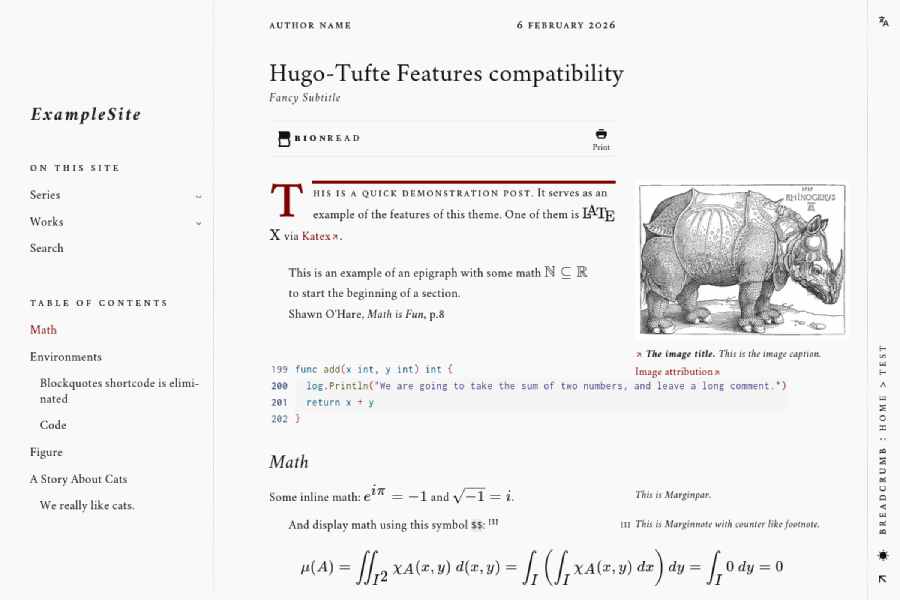 AUTHOR NAME
6 FEBRUARY 2026
Hugo-Tufte Features compatibility
Fancy Subtitle
ExampleSite
BIONREAD
Print
ON THIS SITE
Series
Works
Search
THIS IS A QUICK DEMONSTRATION POST. It serves as an
example of the features of this theme. One of them is LATE
X via Katex↗.
This is an example of an epigraph with some math ℕ ⊆ ℝ
to start the beginning of a section.
Shawn O'Hare, Math is Fun, p.8
1515
RHINOCERVS
↗ The image title. This is the image caption.
Image attribution↗
TABLE OF CONTENTS
Math
Environments
Blockquotes shortcode is elimi-
nated
Code
Figure
A Story About Cats
We really like cats.
199 func add(x int, y int) int {
200 log.Println("We are going to take the sum of two numbers, and leave a long comment.")
201 return x + y
202 }
Math
Some inline math: e^{iπ} = −1 and √−1 = i.
This is Marginpar.
And display math using this symbol $$: [1]
[1] This is Marginnote with counter like footnote.
μ(A) = ∬_{I²} χ_A(x, y) d(x, y) = ∫_I (∫_I χ_A(x, y) dx) dy = ∫_I 0 dy = 0
BREADCRUMB : HOME > TEST